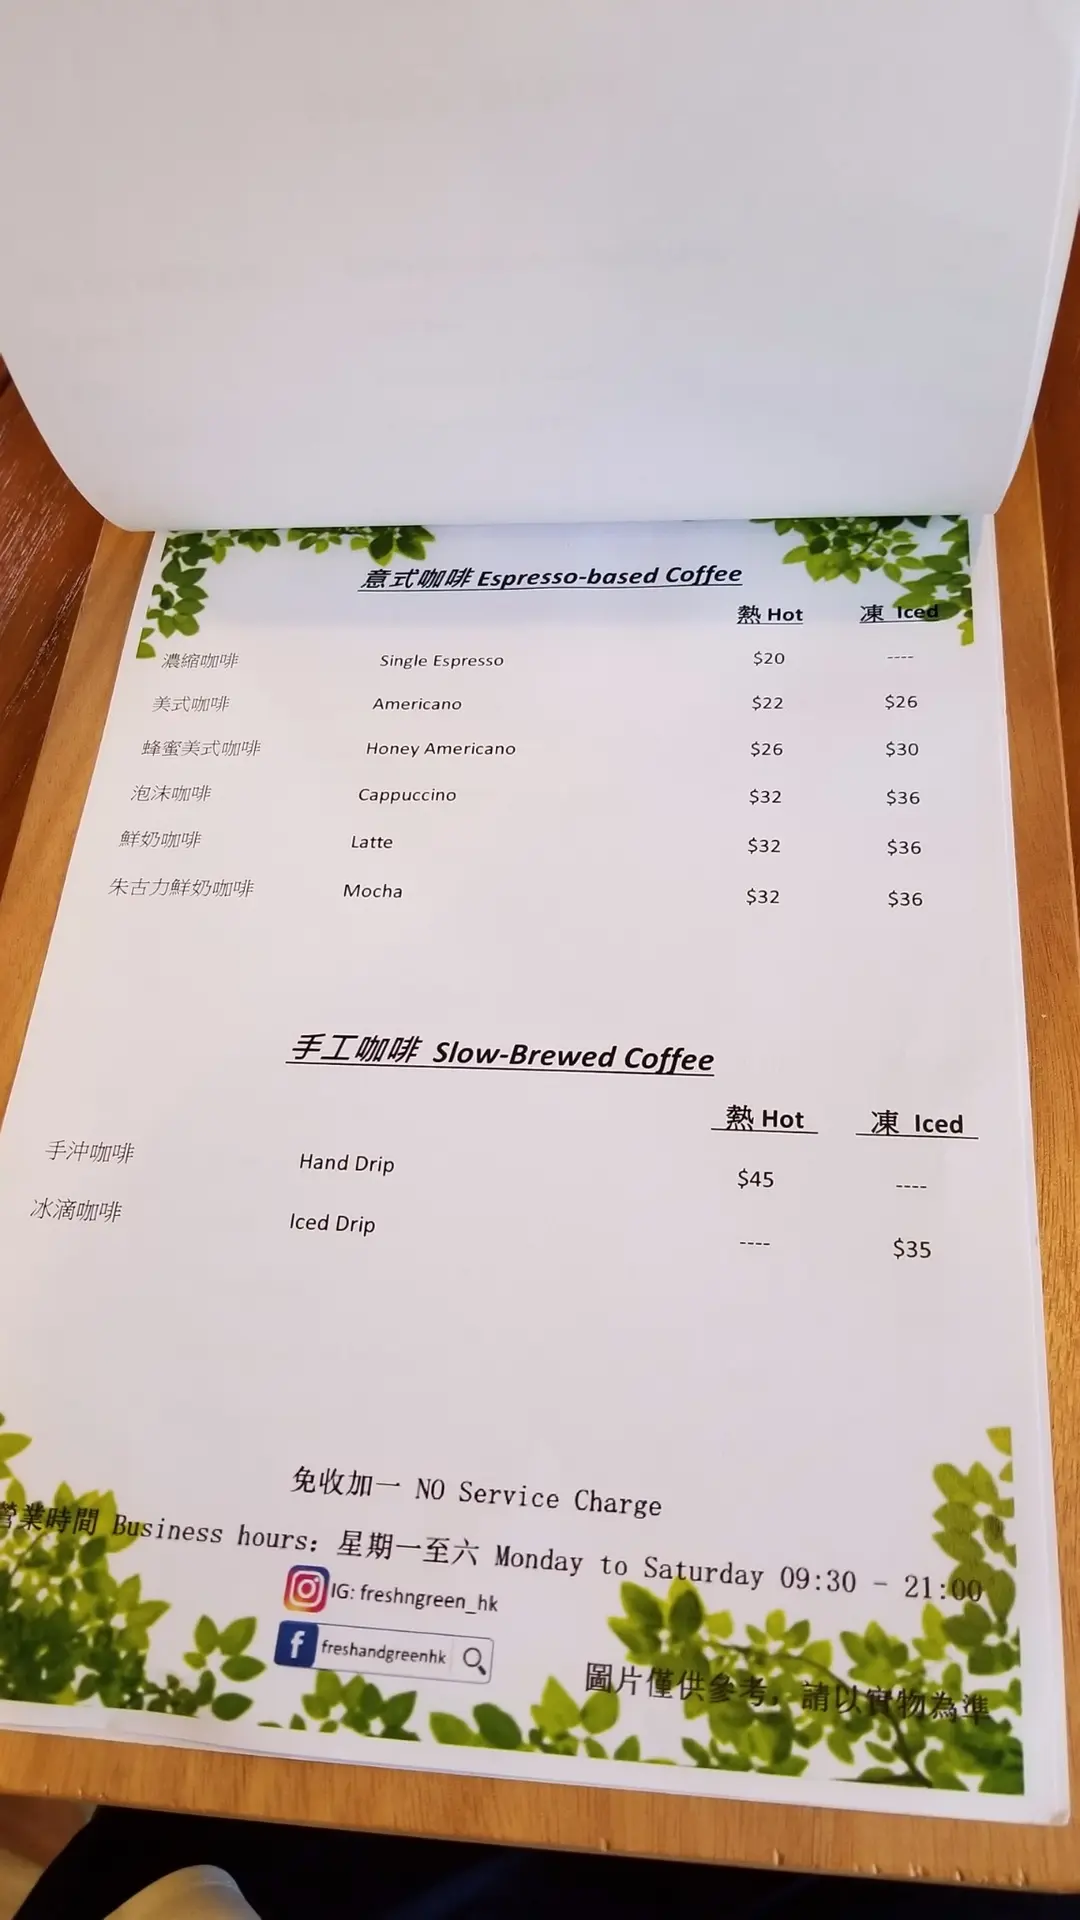 意式咖啡 Espresso-based Coffee
熱 Hot 凍 Iced
濃縮咖啡 Single Espresso $20 ----
美式咖啡 Americano $22 $26
蜂蜜美式咖啡 Honey Americano $26 $30
泡沫咖啡 Cappuccino $32 $36
鮮奶咖啡 Latte $32 $36
朱古力鮮奶咖啡 Mocha $32 $36
手工咖啡 Slow-Brewed Coffee
熱 Hot 凍 Iced
手沖咖啡 Hand Drip $45 ----
冰滴咖啡 Iced Drip ---- $35
免收加一 NO Service Charge
營業時間 Business hours: 星期一至六 Monday to Saturday 09:30 - 21:00
IG: freshngreen_hk
f freshandgreenhk
圖片僅供參考, 請以實物為準